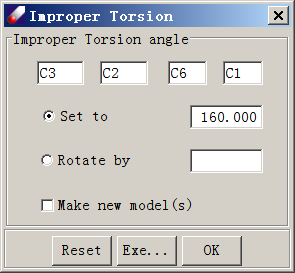 Improper Torsion
Improper Torsion angle
C3 C2 C6 C1
Set to 160.000
Rotate by
Make new model(s)
Reset Exe... OK